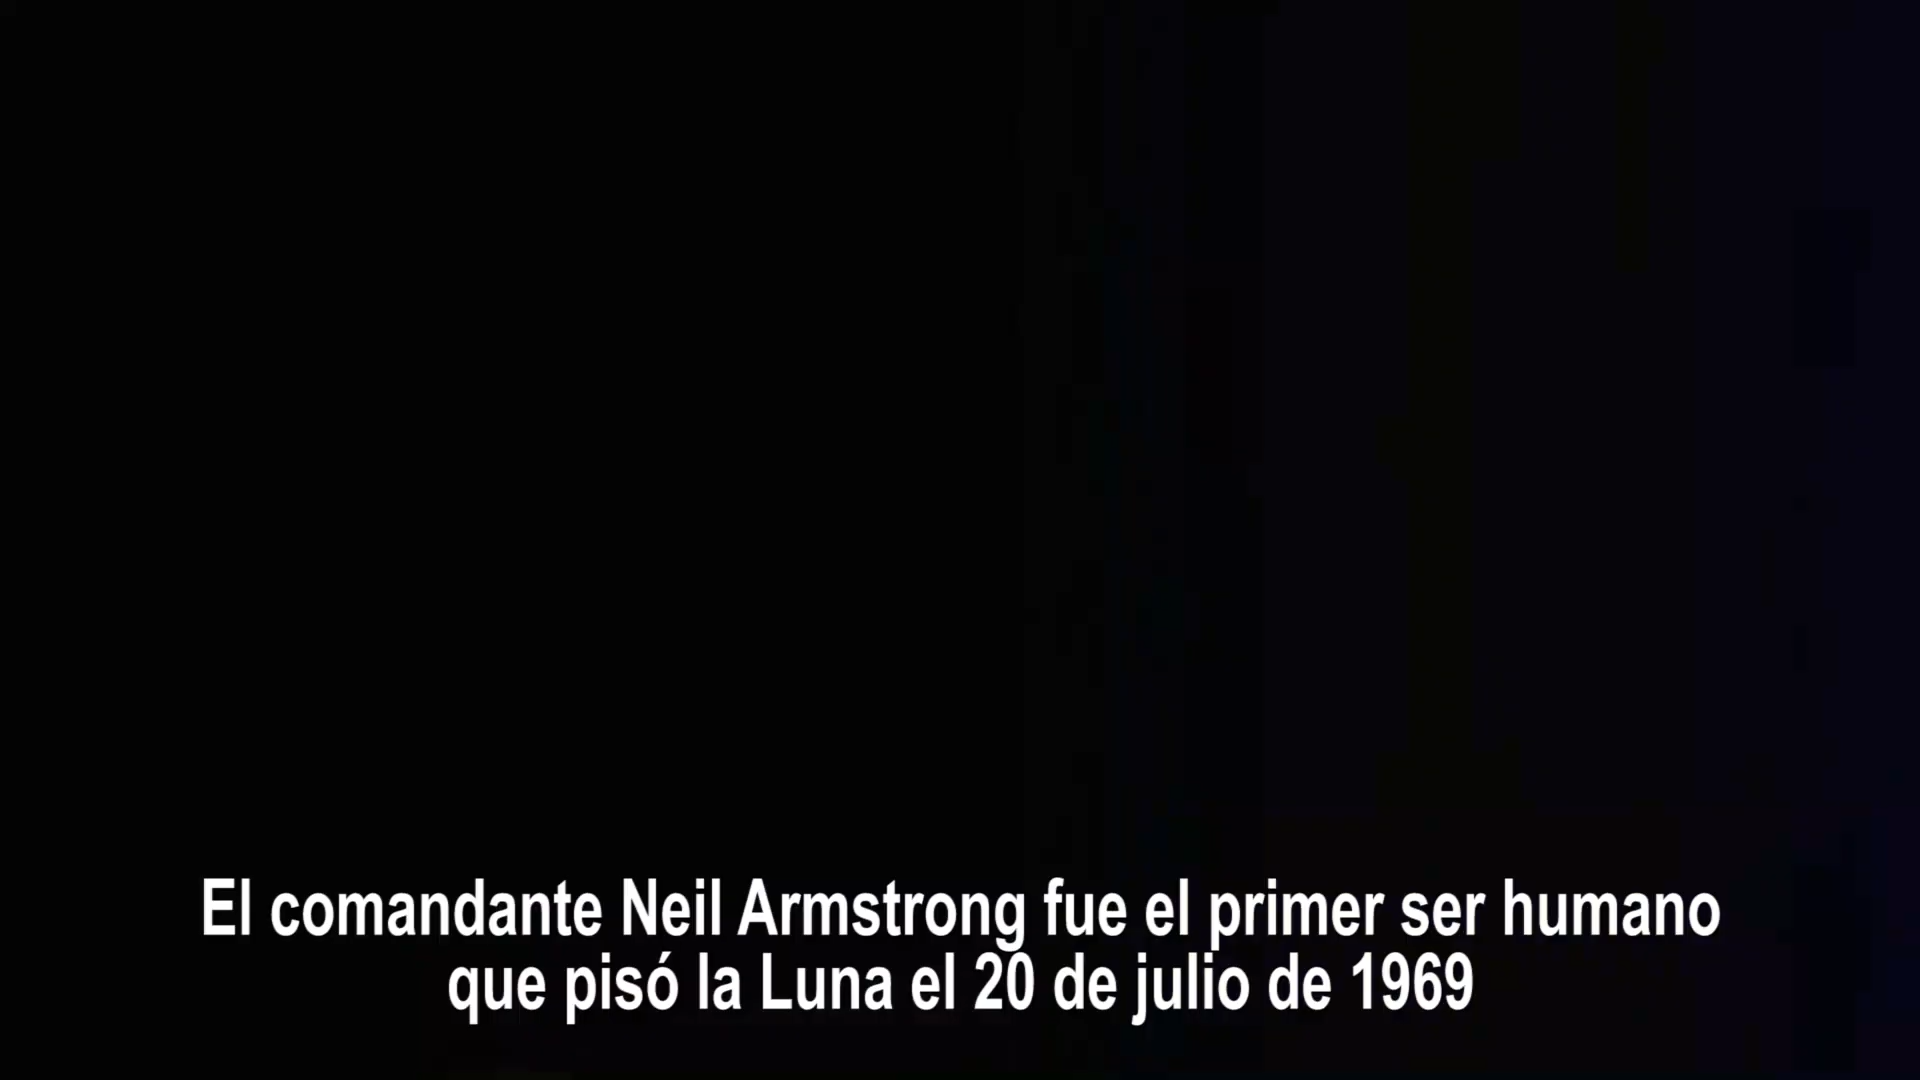 El comandante Neil Armstrong fue el primer ser humano
que pisó la Luna el 20 de julio de 1969